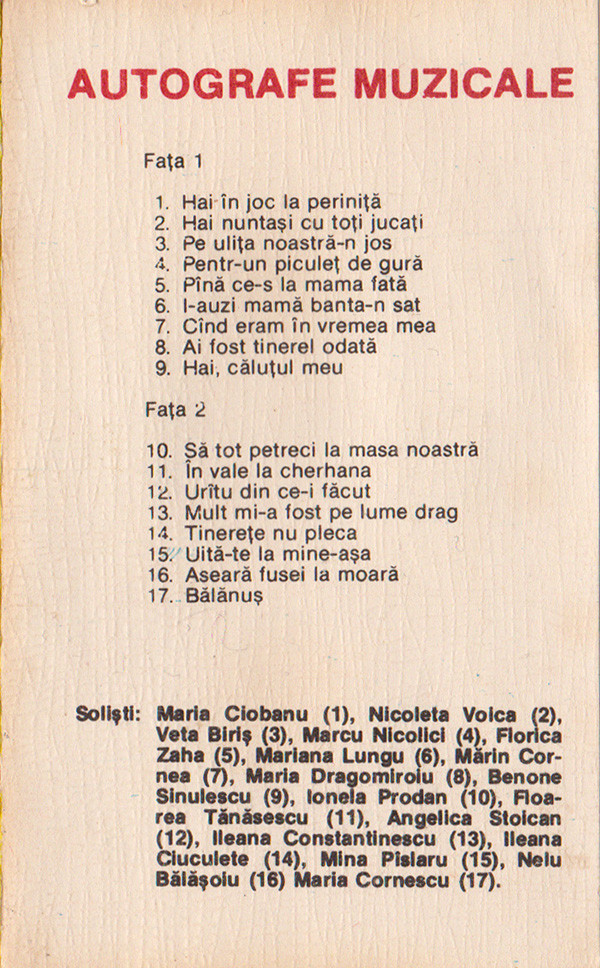 AUTOGRAFE MUZICALE
Fața 1
1. Hai în joc la periniță
2. Hai nuntași cu toți jucați
3. Pe ulița noastră-n jos
4. Pentr-un piculeț de gură
5. Pînă ce-s la mama fată
6. I-auzi mamă banta-n sat
7. Cînd eram în vremea mea
8. Ai fost tinerel odată
9. Hai, căluțul meu
Fața 2
10. Să tot petreci la masa noastră
11. În vale la cherhana
12. Urîtu din ce-i făcut
13. Mult mi-a fost pe lume drag
14. Tinerețe nu pleca
15. Uită-te la mine-așa
16. Aseară fusei la moară
17. Bălănuș
Soliști: Maria Ciobanu (1), Nicoleta Voica (2),
Veta Biriș (3), Marcu Nicolici (4), Florica
Zaha (5), Mariana Lungu (6), Mărin Cor-
nea (7), Maria Dragomiroiu (8), Benone
Sinulescu (9), Ionela Prodan (10), Floa-
rea Tănăsescu (11), Angelica Stoican
(12), Ileana Constantinescu (13), Ileana
Ciuculete (14), Mina Pîslaru (15), Nelu
Bălășoiu (16) Maria Cornescu (17).